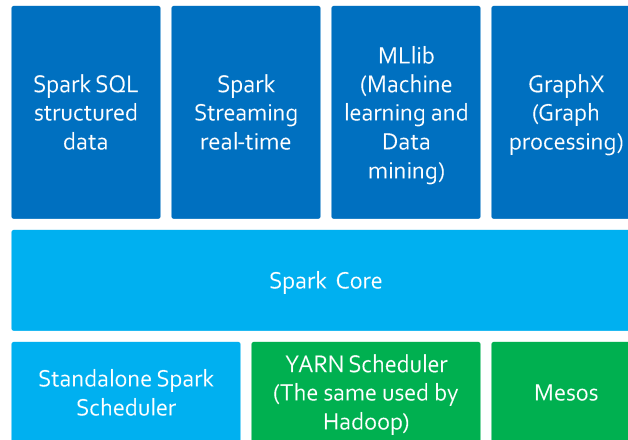 Spark SQL
structured
data
Spark
Streaming
real-time
MLlib
(Machine
learning and
Data
mining)
GraphX
(Graph
processing)
Spark Core
Standalone Spark
Scheduler
YARN Scheduler
(The same used by
Hadoop)
Mesos